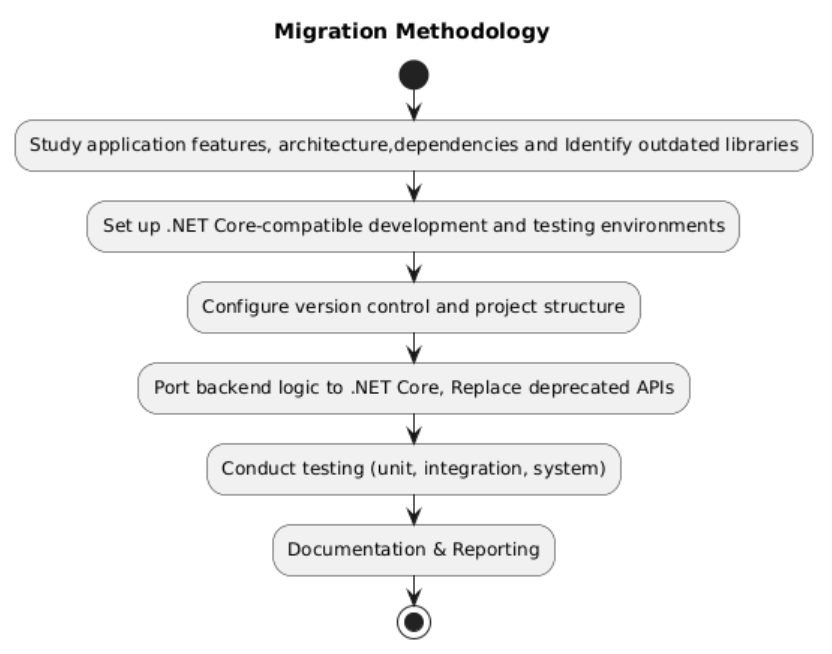 Migration Methodology
Study application features, architecture,dependencies and Identify outdated libraries
Set up .NET Core-compatible development and testing environments
Configure version control and project structure
Port backend logic to .NET Core, Replace deprecated APIs
Conduct testing (unit, integration, system)
Documentation & Reporting